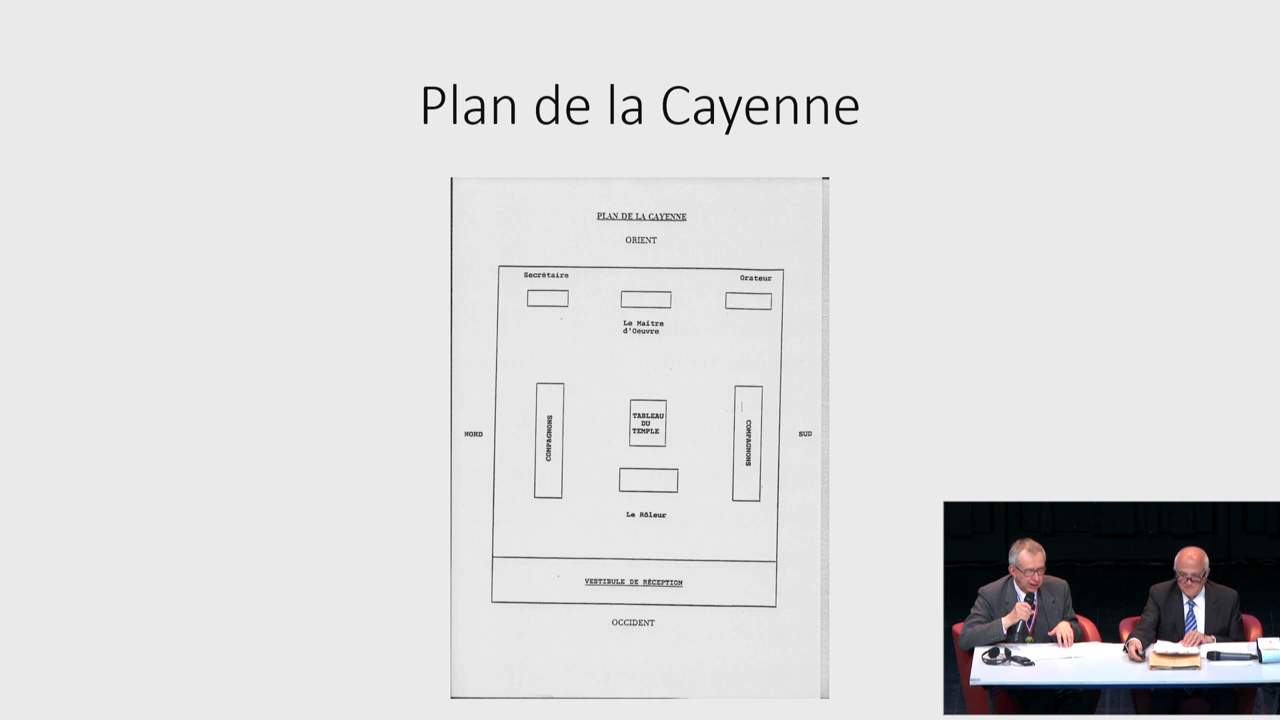 Plan de la Cayenne
PLAN DE LA CAYENNE
ORIENT
Secrétaire
Orateur
Le Maitre
d'Oeuvre
NORD
COMPAGNONS
TABLEAU
DU
TEMPLE
COMPAGNONS
SUD
Le Rôleur
VESTIBULE DE RÉCEPTION
OCCIDENT